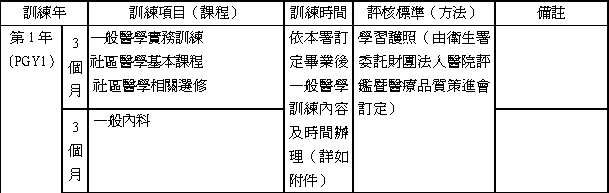 訓練年 訓練項目（課程） 訓練時間 評核標準（方法） 備註
第 1 年
(PGY1)
3
個
月
一般醫學實務訓練
社區醫學基本課程
社區醫學相關選修
3
個
月
一般內科
依本署訂
定畢業後
一般醫學
訓練內容
及時間辦
理（詳如
附件）
學習護照（由衛生署
委託財團法人醫院評
鑑暨醫療品質策進會
訂定）